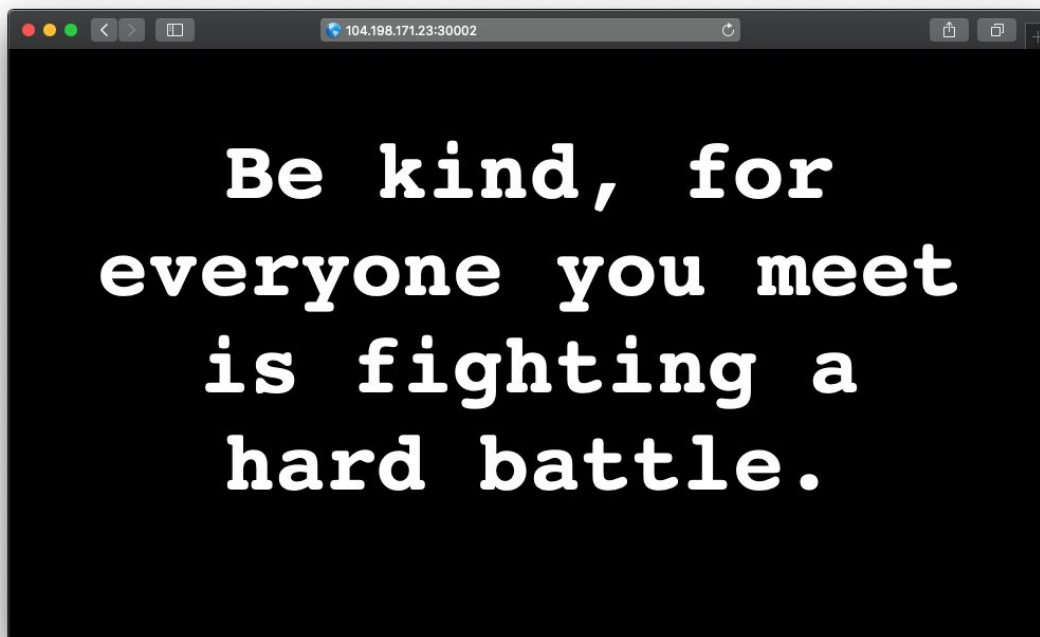 104.198.171.23:30002
Be kind, for
everyone you meet
is fighting a
hard battle.